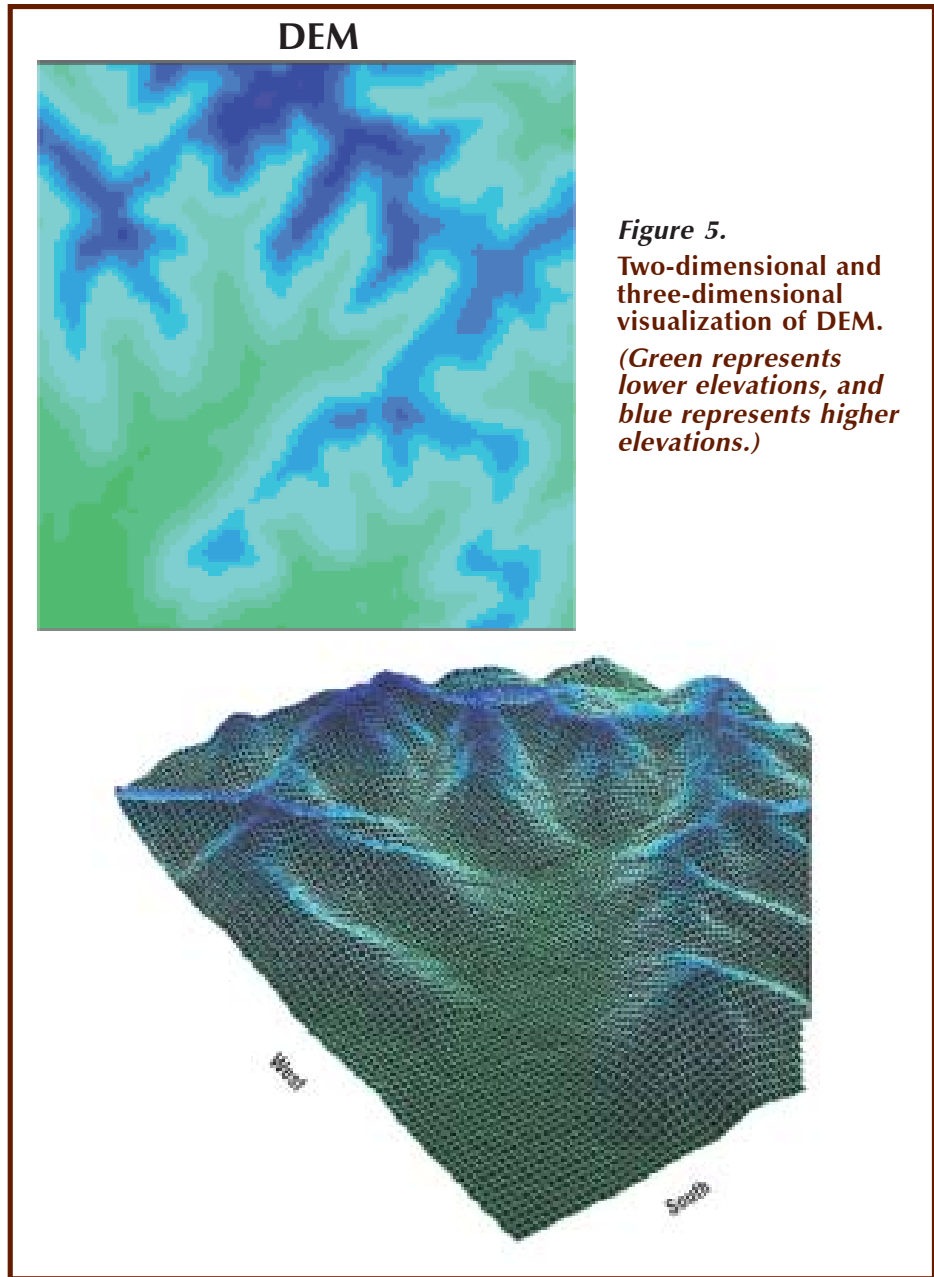 DEM
Figure 5.
Two-dimensional and
three-dimensional
visualization of DEM.
(Green represents
lower elevations, and
blue represents higher
elevations.)
West
South